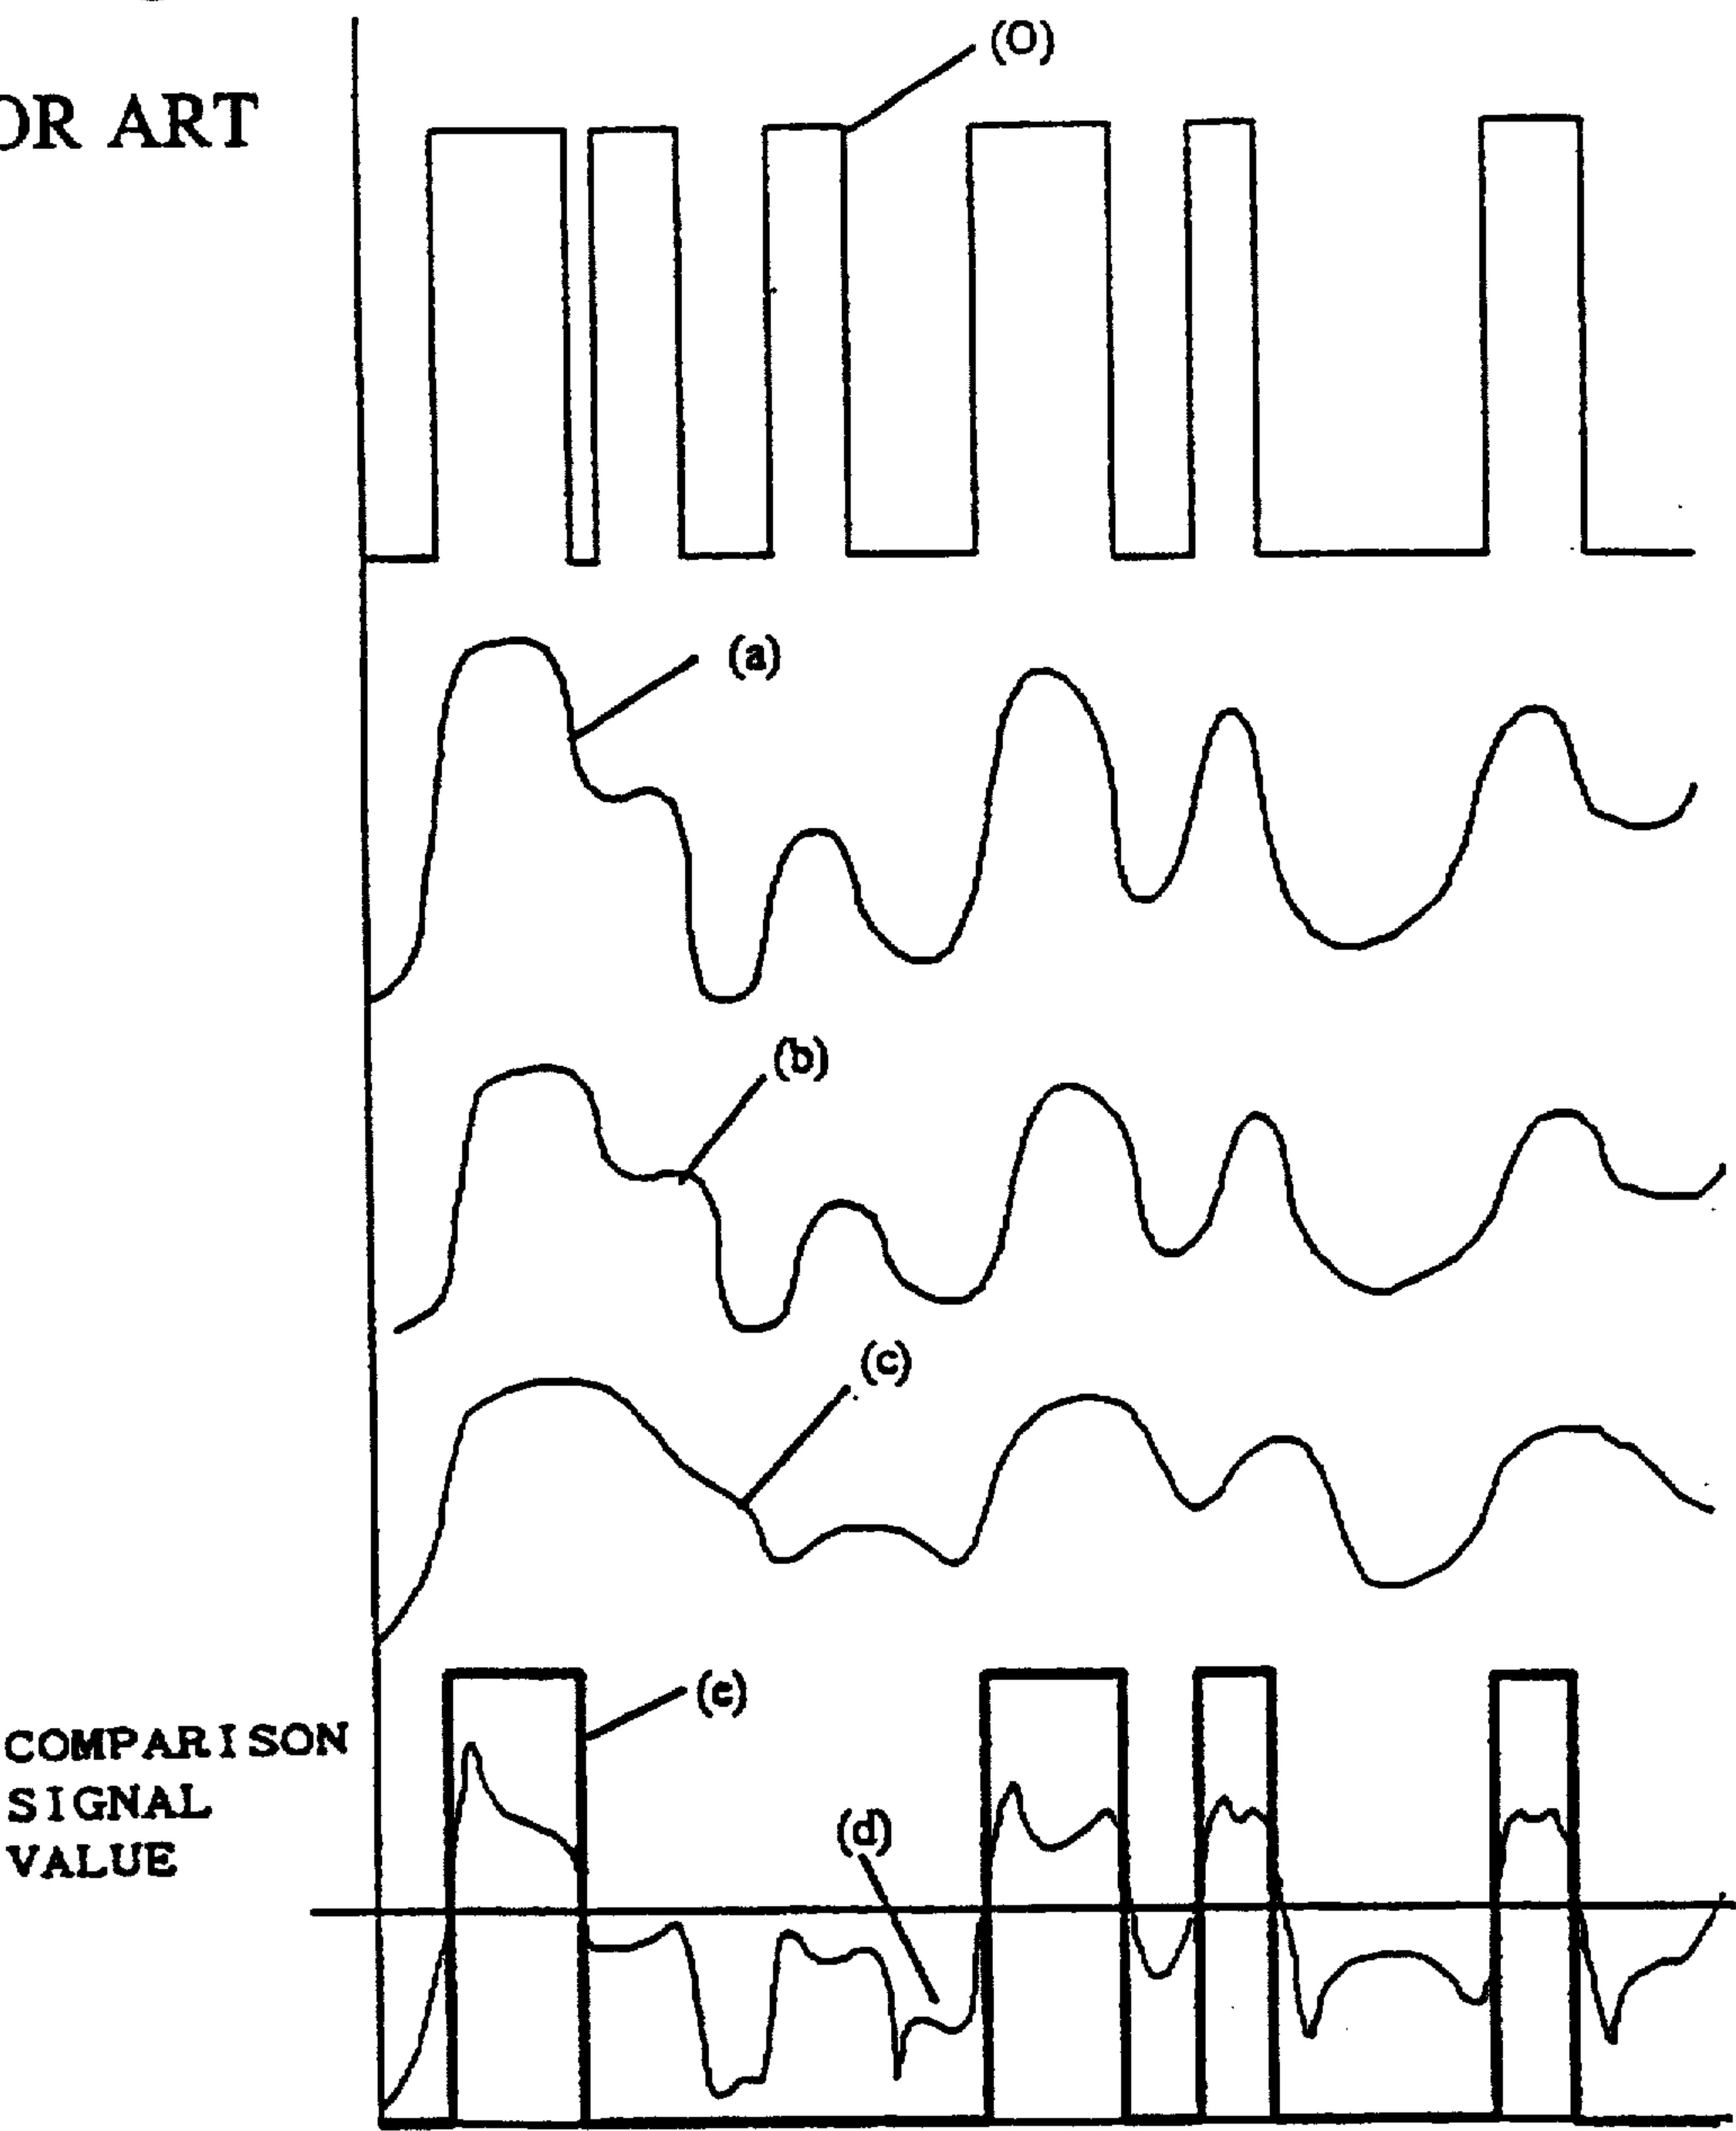 (O)
OR ART
(a)
(b)
(c)
(e)
COMPARISON
SIGNAL
VALUE
(d)